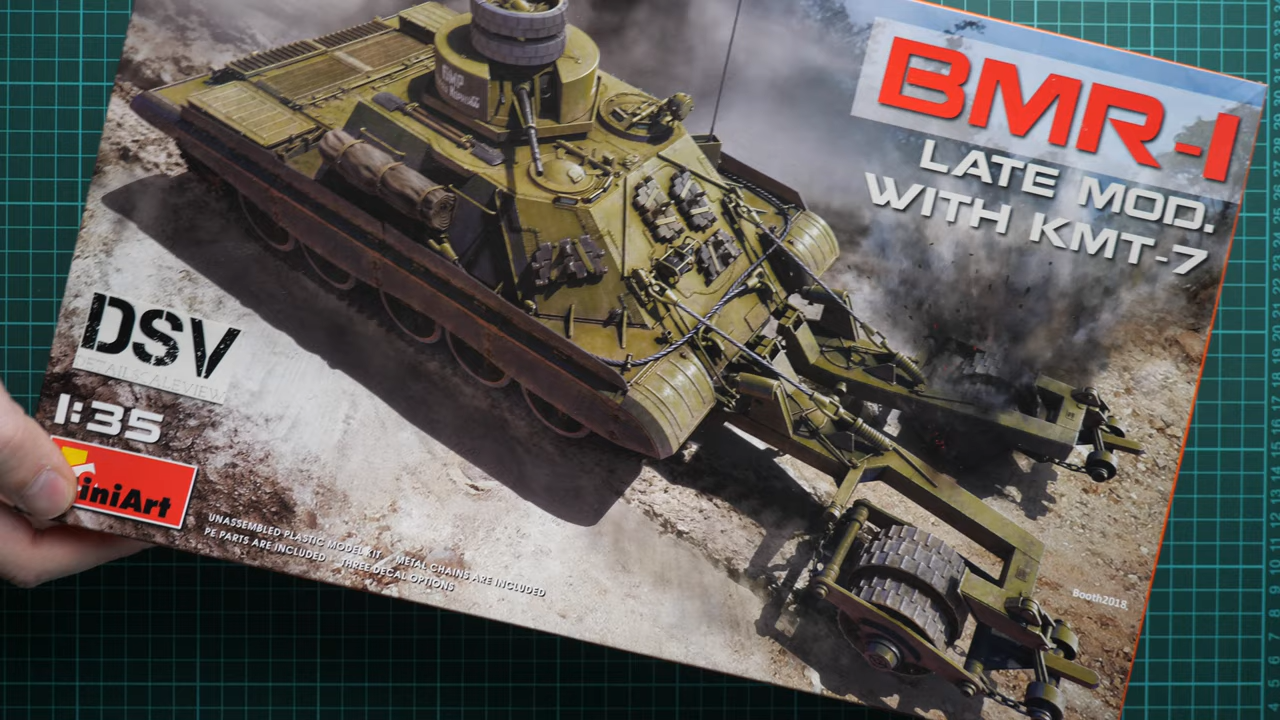 BMR-1
LATE MOD.
WITH KMT-7
DSV
DETAILSCALEVIEW
1:35
MiniArt
UNASSEMBLED PLASTIC MODEL KIT METAL CHAINS ARE INCLUDED
PE PARTS ARE INCLUDED THREE DECAL OPTIONS
Booth2018